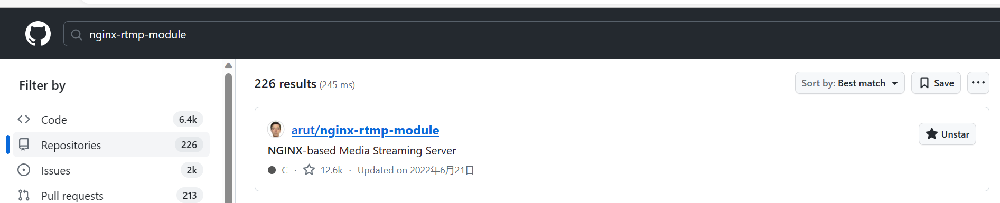 nginx-rtmp-module
Filter by
Code 6.4k
Repositories 226
Issues 2k
Pull requests 213
226 results (245 ms)
Sort by: Best match
Save
arut/nginx-rtmp-module
Unstar
NGINX-based Media Streaming Server
C · 12.6k · Updated on 2022年6月21日